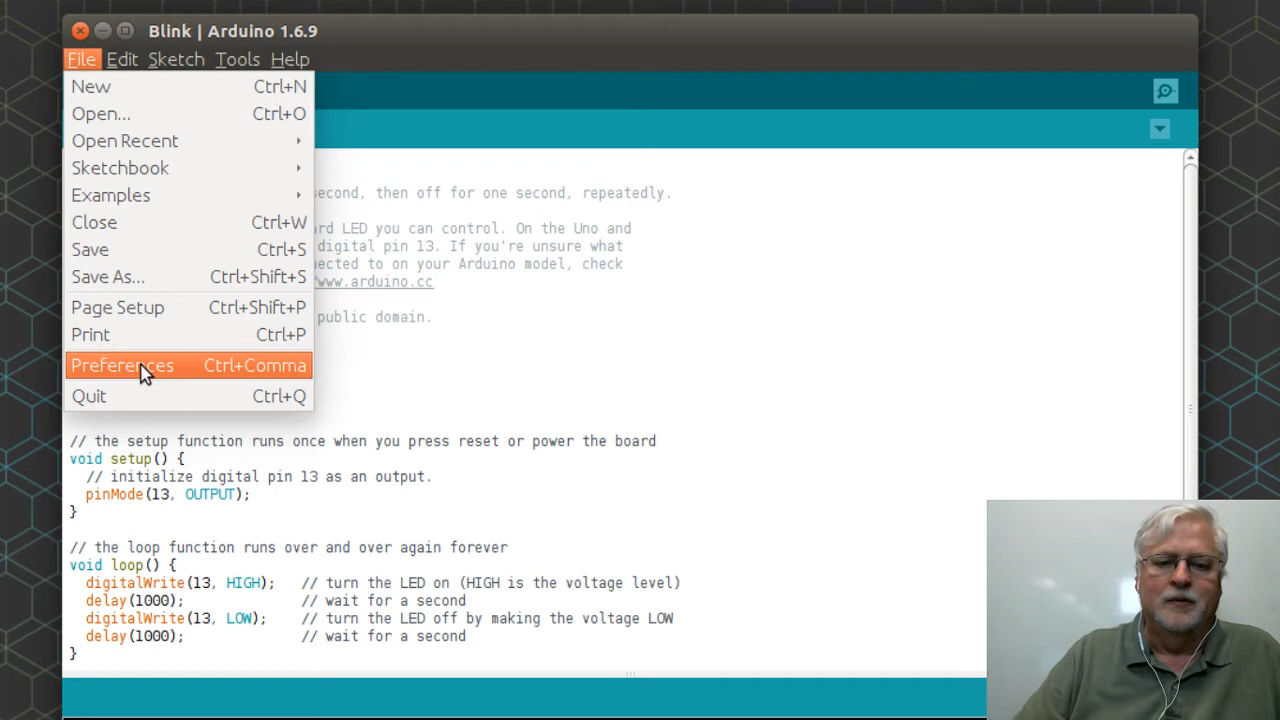 Blink | Arduino 1.6.9
File Edit Sketch Tools Help
New Ctrl+N
Open... Ctrl+O
Open Recent
Sketchbook
Examples
Close Ctrl+W
Save Ctrl+S
Save As... Ctrl+Shift+S
Page Setup Ctrl+Shift+P
Print Ctrl+P
Preferences Ctrl+Comma
Quit Ctrl+Q
second, then off for one second, repeatedly.
rd LED you can control. On the Uno and
digital pin 13. If you're unsure what
nected to on your Arduino model, check
/www.arduino.cc
public domain.
// the setup function runs once when you press reset or power the board
void setup() {
// initialize digital pin 13 as an output.
pinMode(13, OUTPUT);
}
// the loop function runs over and over again forever
void loop() {
digitalWrite(13, HIGH); // turn the LED on (HIGH is the voltage level)
delay(1000); // wait for a second
digitalWrite(13, LOW); // turn the LED off by making the voltage LOW
delay(1000); // wait for a second
}